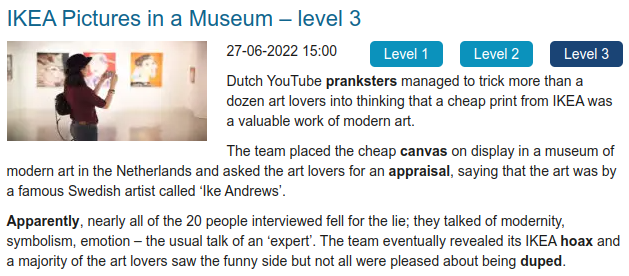 IKEA Pictures in a Museum – level 3
27-06-2022 15:00
Level 1
Level 2
Level 3
Dutch YouTube pranksters managed to trick more than a
dozen art lovers into thinking that a cheap print from IKEA was
a valuable work of modern art.
The team placed the cheap canvas on display in a museum of
modern art in the Netherlands and asked the art lovers for an appraisal, saying that the art was by
a famous Swedish artist called ‘Ike Andrews’.
Apparently, nearly all of the 20 people interviewed fell for the lie; they talked of modernity,
symbolism, emotion – the usual talk of an ‘expert’. The team eventually revealed its IKEA hoax and
a majority of the art lovers saw the funny side but not all were pleased about being duped.